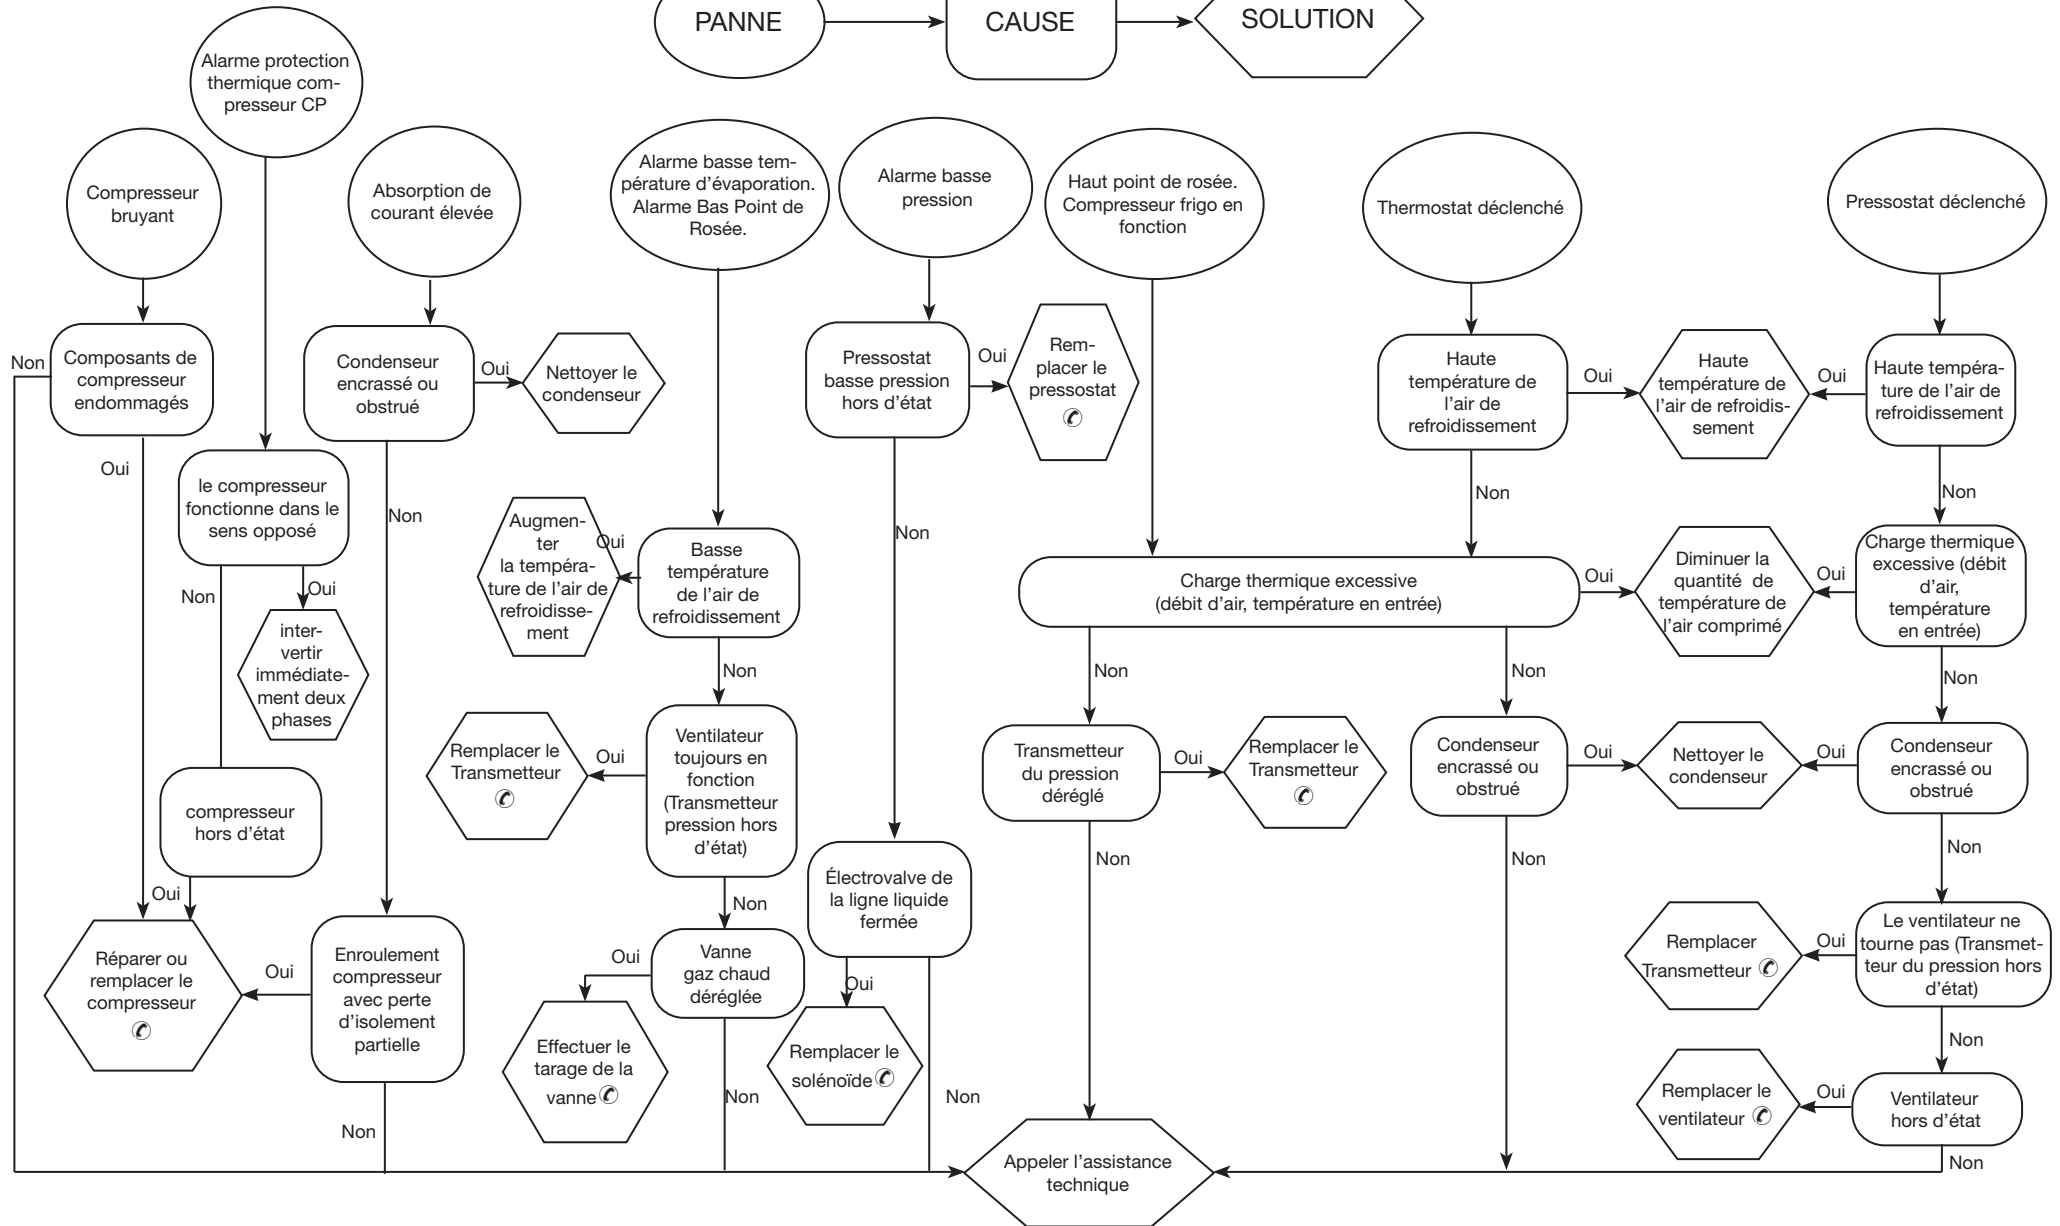 PANNE
CAUSE
SOLUTION
Alarme protection
thermique com-
presseur CP
Compresseur
bruyant
Absorption de
courant élevée
Alarme basse tem-
pérature d'évaporation.
Alarme Bas Point de
Rosée.
Alarme basse
pression
Haut point de rosée.
Compresseur frigo en
fonction
Thermostat déclenché
Pressostat déclenché
Non
Composants de
compresseur
endommagés
Oui
Condenseur
encrassé ou
obstrué
Oui
Nettoyer le
condenseur
Non
Pressostat
basse pression
hors d'état
Oui
Rem-
placer le
pressostat
✆
Non
Haute
température de
l'air de
refroidissement
Oui
Haute
température de
l'air de refroidis-
sement
Oui
Haute tempéra-
ture de l'air de
refroidissement
Non
Non
le compresseur
fonctionne dans le
sens opposé
Non
Oui
inter-
vertir
immédiate-
ment deux
phases
Augmen-
ter
la tempéra-
ture de l'air de
refroidisse-
ment
Oui
Basse
température
de l'air de
refroidissement
Non
Charge thermique excessive
(débit d'air, température en entrée)
Oui
Diminuer la
quantité de
température de
l'air comprimé
Oui
Charge thermique
excessive (débit
d'air,
température
en entrée)
Non
Non
Non
Remplacer le
Transmetteur
✆
Oui
Ventilateur
toujours en
fonction
(Transmetteur
pression hors
d'état)
Non
Transmetteur
du pression
déréglé
Oui
Remplacer le
Transmetteur
✆
Non
Condenseur
encrassé ou
obstrué
Oui
Nettoyer le
condenseur
Oui
Condenseur
encrassé ou
obstrué
Non
Non
compresseur
hors d'état
Oui
Électrovalve de
la ligne liquide
fermée
Oui
Non
Réparer ou
remplacer le
compresseur
✆
Oui
Enroulement
compresseur
avec perte
d'isolement
partielle
Non
Oui
Vanne
gaz chaud
déréglée
Non
Effectuer le
tarage de la
vanne ✆
Remplacer le
solénoïde ✆
Remplacer
Transmetteur ✆
Oui
Le ventilateur ne
tourne pas (Transmet-
teur du pression hors
d'état)
Non
Remplacer le
ventilateur ✆
Oui
Ventilateur
hors d'état
Non
Appeler l'assistance
technique